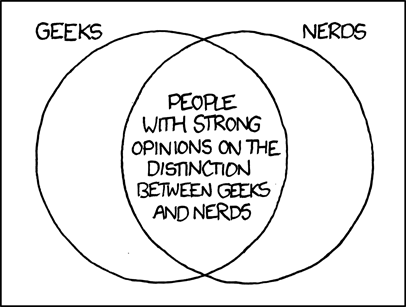 GEEKS NERDS
PEOPLE
WITH STRONG
OPINIONS ON THE
DISTINCTION
BETWEEN GEEKS
AND NERDS